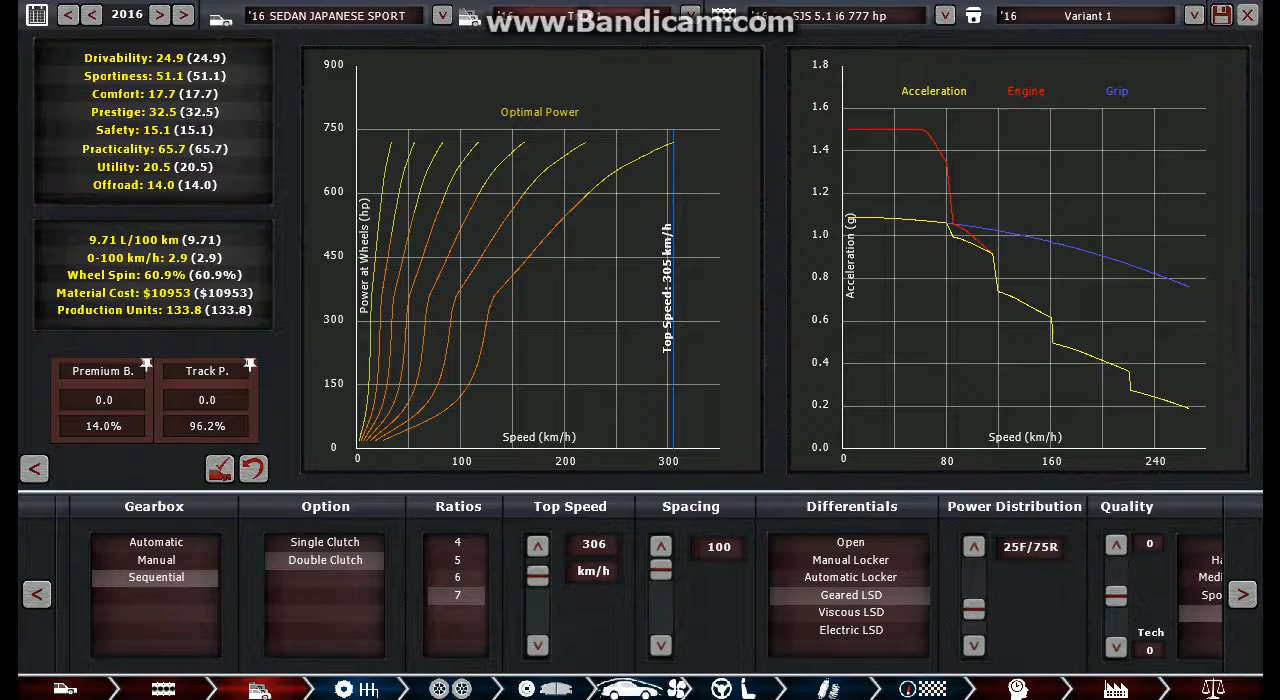 2016
'16 SEDAN JAPANESE SPORT
SJS 5.1 i6 777 hp
'16
Variant 1
www.Bandicam.com
Drivability: 24.9 (24.9)
Sportiness: 51.1 (51.1)
Comfort: 17.7 (17.7)
Prestige: 32.5 (32.5)
Safety: 15.1 (15.1)
Practicality: 65.7 (65.7)
Utility: 20.5 (20.5)
Offroad: 14.0 (14.0)
9.71 L/100 km (9.71)
0-100 km/h: 2.9 (2.9)
Wheel Spin: 60.9% (60.9%)
Material Cost: $10953 ($10953)
Production Units: 133.8 (133.8)
Premium B. Track P.
0.0 0.0
14.0% 96.2%
900
750
600
450
300
150
0
Optimal Power
Power at Wheels (hp)
Top Speed: 305 km/h
Speed (km/h)
0 100 200 300
1.8
1.6
1.4
1.2
1.0
0.8
0.6
0.4
0.2
0.0
Acceleration Engine Grip
Acceleration (g)
Speed (km/h)
0 80 160 240
Gearbox
Automatic
Manual
Sequential
Option
Single Clutch
Double Clutch
Ratios
4
5
6
7
Top Speed
306
km/h
Spacing
100
Differentials
Open
Manual Locker
Automatic Locker
Geared LSD
Viscous LSD
Electric LSD
Power Distribution
25F/75R
Quality
0
Tech
0
Ha
Medi
Spo